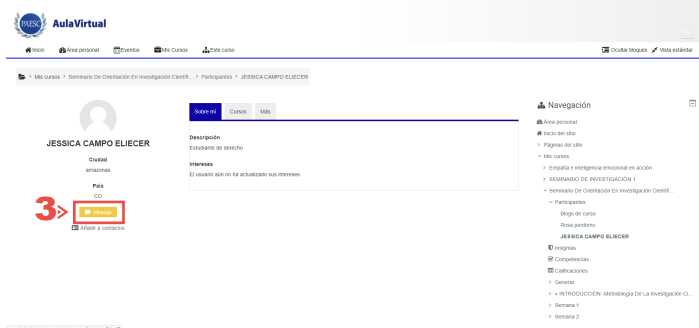 PAESC AulaVirtual
Inicio Área personal Eventos Mis Cursos Este curso
Ocultar bloques Vista estándar
Mis cursos Seminario De Orientación En Investigación Científi... Participantes JESSICA CAMPO ELIECER
JESSICA CAMPO ELIECER
Ciudad
amazonas
País
CO
3
Mensaje
Añadir a contactos
Sobre mí Cursos Más
Descripción
Estudiante de derecho
Intereses
El usuario aún no ha actualizado sus intereses
Navegación
Área personal
Inicio del sitio
Páginas del sitio
Mis cursos
Empatía e inteligencia emocional en acción
SEMINARIO DE INVESTIGACIÓN 1
Seminario De Orientación En Investigación Científi...
Participantes
Blogs de curso
Rosa perdomo
JESSICA CAMPO ELIECER
Insignias
Competencias
Calificaciones
General
+ INTRODUCCIÓN -Metodología De La Investigación Ci...
Semana 1
Semana 2